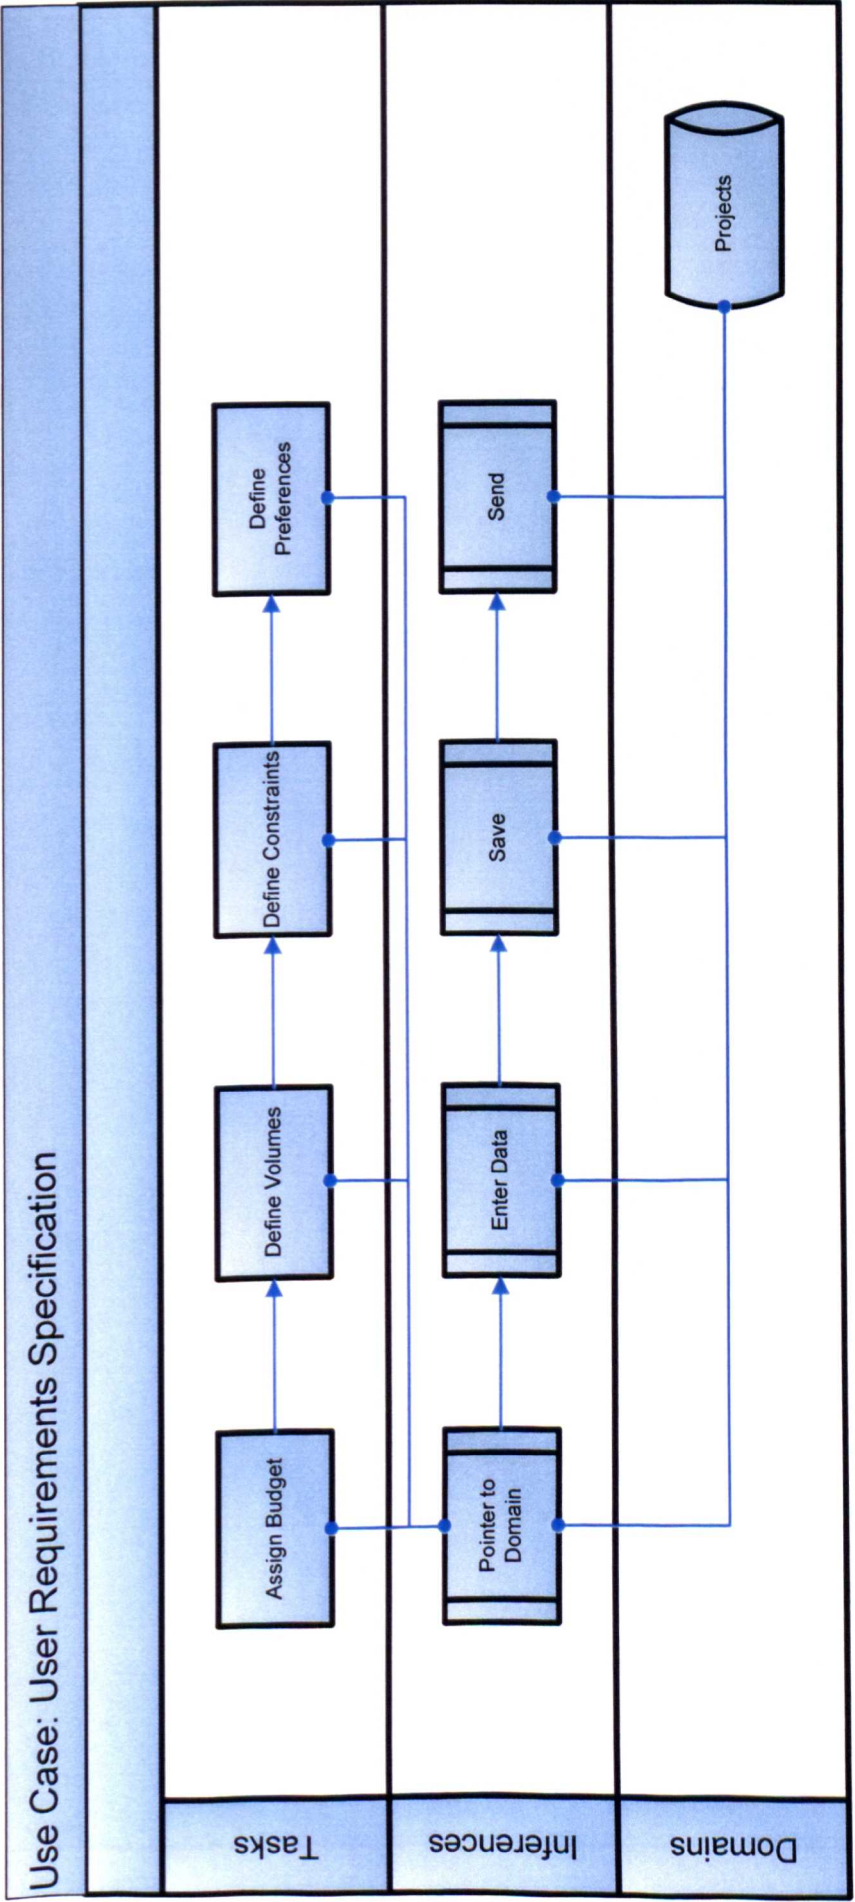 Use Case: User Requirements Specification
Tasks
Assign Budget
Define Volumes
Define Constraints
Define
Preferences
Inferences
Pointer to
Domain
Enter Data
Save
Send
Domains
Projects